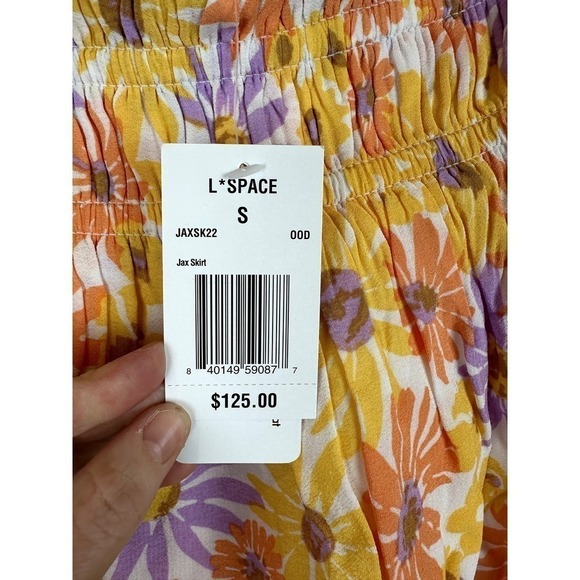 L*SPACE
S
JAXSK22 OOD
Jax Skirt
8 40149 59087 7
$125.00